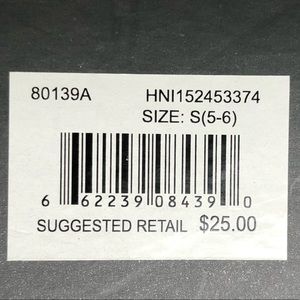 80139A HNI152453374
SIZE: S(5-6)
6 62239 08439 0
SUGGESTED RETAIL $25.00